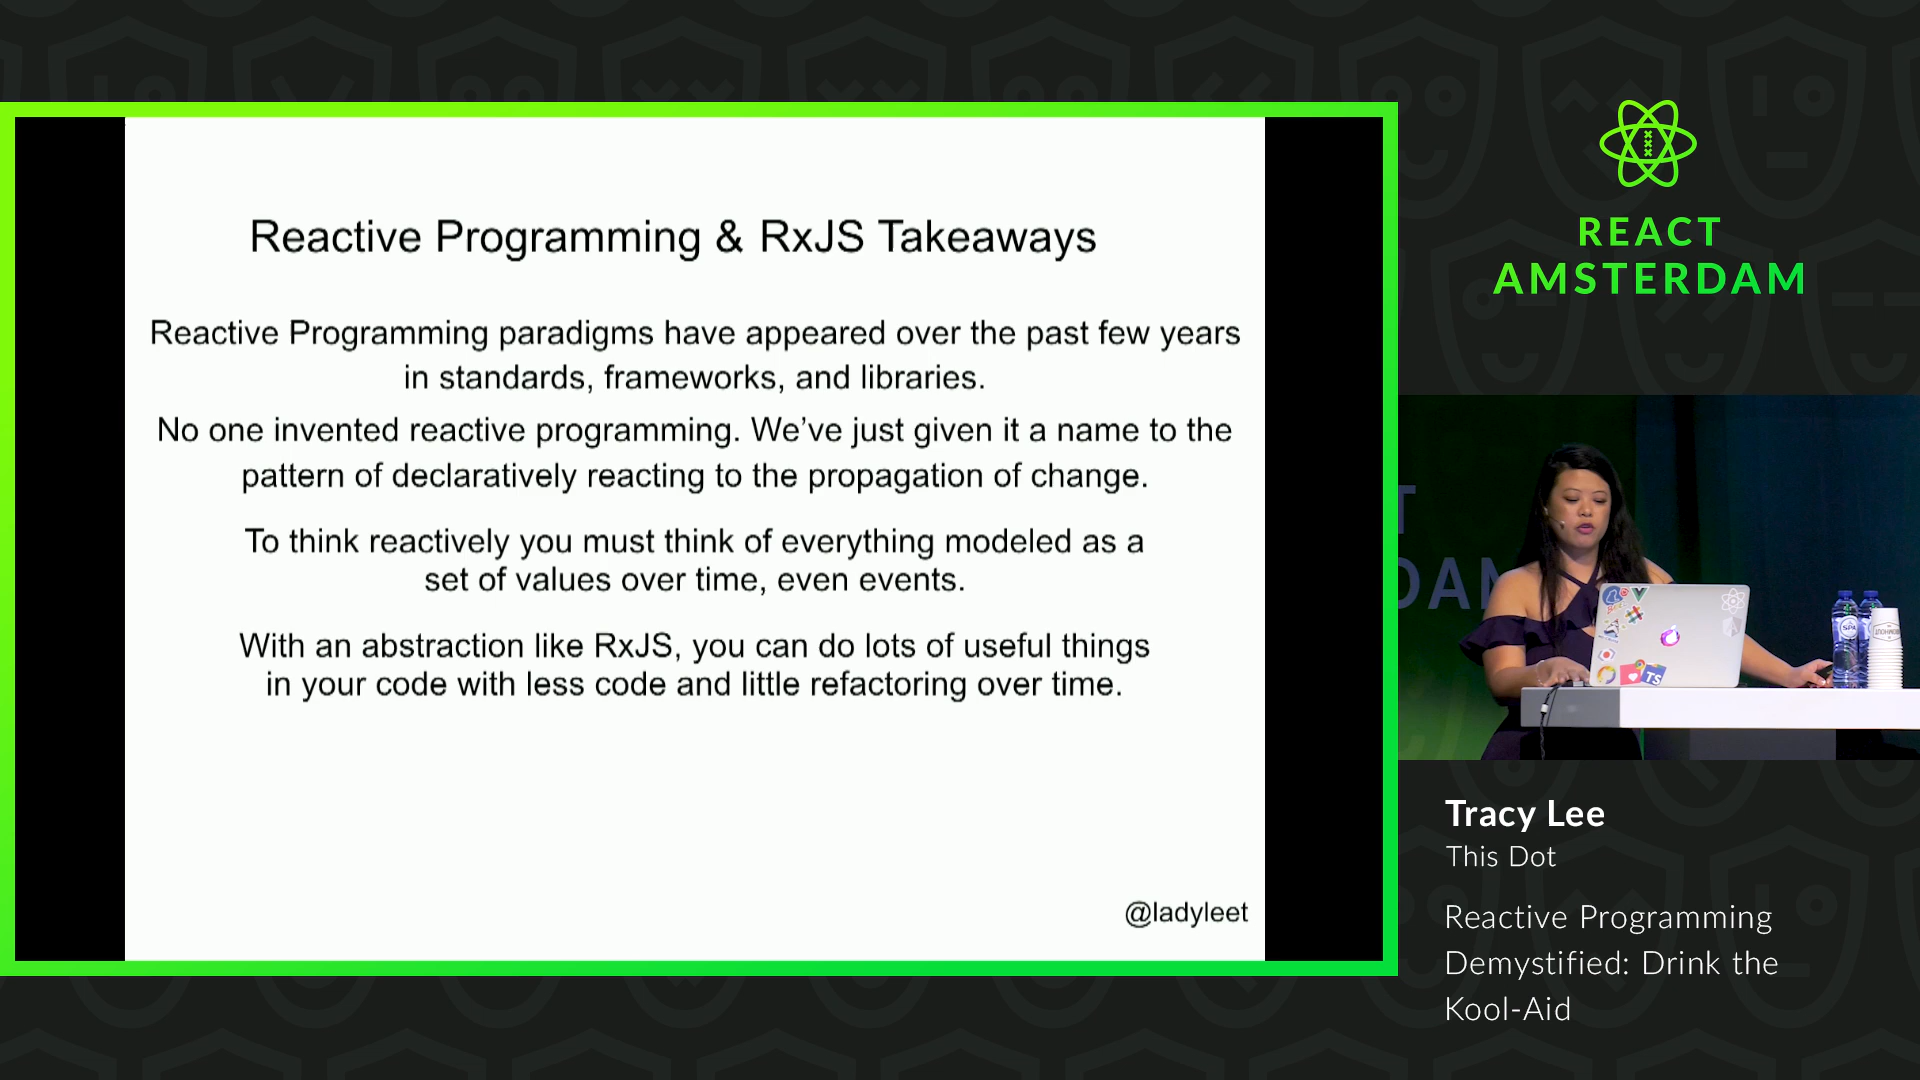 Reactive Programming & RxJS Takeaways
Reactive Programming paradigms have appeared over the past few years
in standards, frameworks, and libraries.
No one invented reactive programming. We’ve just given it a name to the
pattern of declaratively reacting to the propagation of change.
To think reactively you must think of everything modeled as a
set of values over time, even events.
With an abstraction like RxJS, you can do lots of useful things
in your code with less code and little refactoring over time.
@ladyleet
REACT
AMSTERDAM
SPA
TS
Tracy Lee
This Dot
Reactive Programming
Demystified: Drink the
Kool-Aid